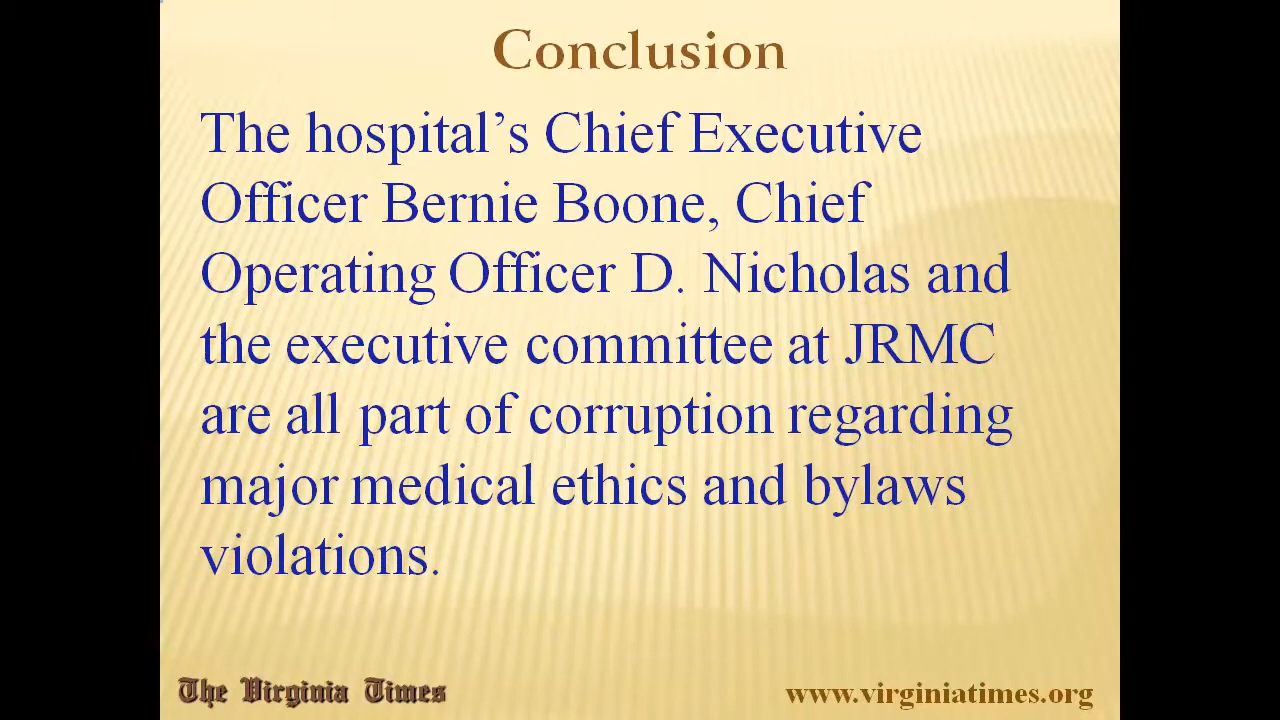 Conclusion
The hospital’s Chief Executive
Officer Bernie Boone, Chief
Operating Officer D. Nicholas and
the executive committee at JRMC
are all part of corruption regarding
major medical ethics and bylaws
violations.
The Virginia Times
www.virginiatimes.org